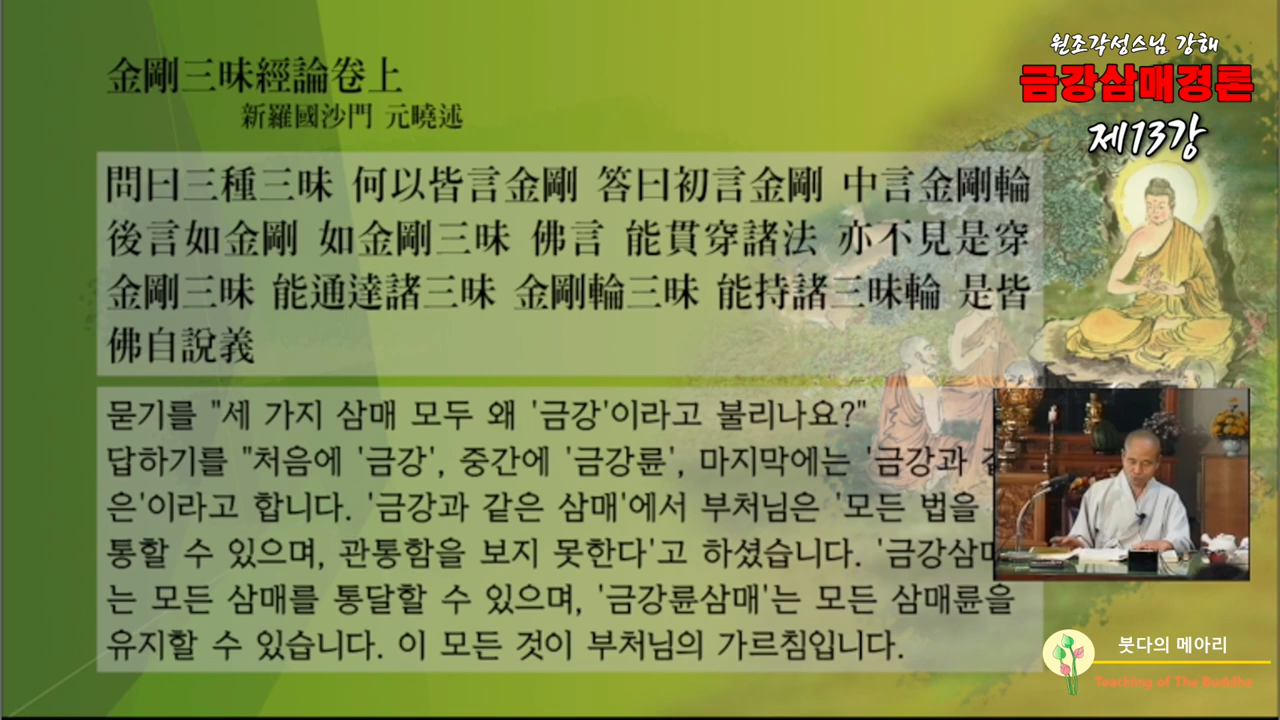 金剛三昧經論卷上
新羅國沙門 元曉述
원조각성스님 강해
금강삼매경론
제13강
問曰三種三昧 何以皆言金剛 答曰初言金剛 中言金剛輪
後言如金剛 如金剛三昧 佛言 能貫穿諸法 亦不見是穿
金剛三昧 能通達諸三昧 金剛輪三昧 能持諸三昧輪 是皆
佛自說義
묻기를 "세 가지 삼매 모두 왜 '금강'이라고 불리나요?"
답하기를 "처음에 '금강', 중간에 '금강륜', 마지막에는 '금강과
은'이라고 합니다. '금강과 같은 삼매'에서 부처님은 '모든 법을
통할 수 있으며, 관통함을 보지 못한다'고 하셨습니다.
는 모든 삼매를 통달할 수 있으며, '금강륜삼매'는 모든 삼매륜을
유지할 수 있습니다. 이 모든 것이 부처님의 가르침입니다.
붓다의 메아리
Teaching of The Buddha